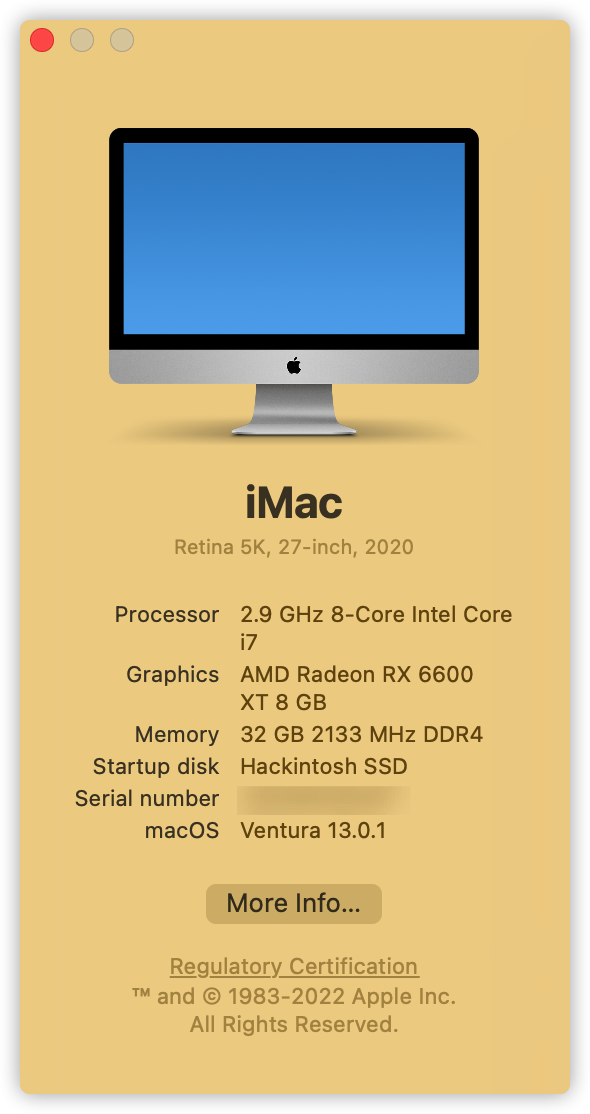 iMac
Retina 5K, 27-inch, 2020
Processor 2.9 GHz 8-Core Intel Core
i7
Graphics AMD Radeon RX 6600
XT 8 GB
Memory 32 GB 2133 MHz DDR4
Startup disk Hackintosh SSD
Serial number
macOS Ventura 13.0.1
More Info...
Regulatory Certification
™ and © 1983-2022 Apple Inc.
All Rights Reserved.